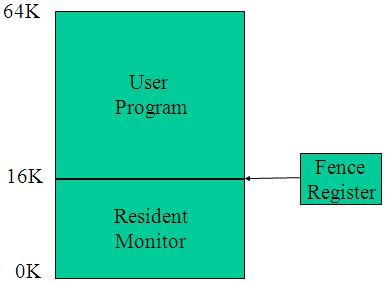 64K
User
Program
16K
Fence
Register
Resident
Monitor
0K